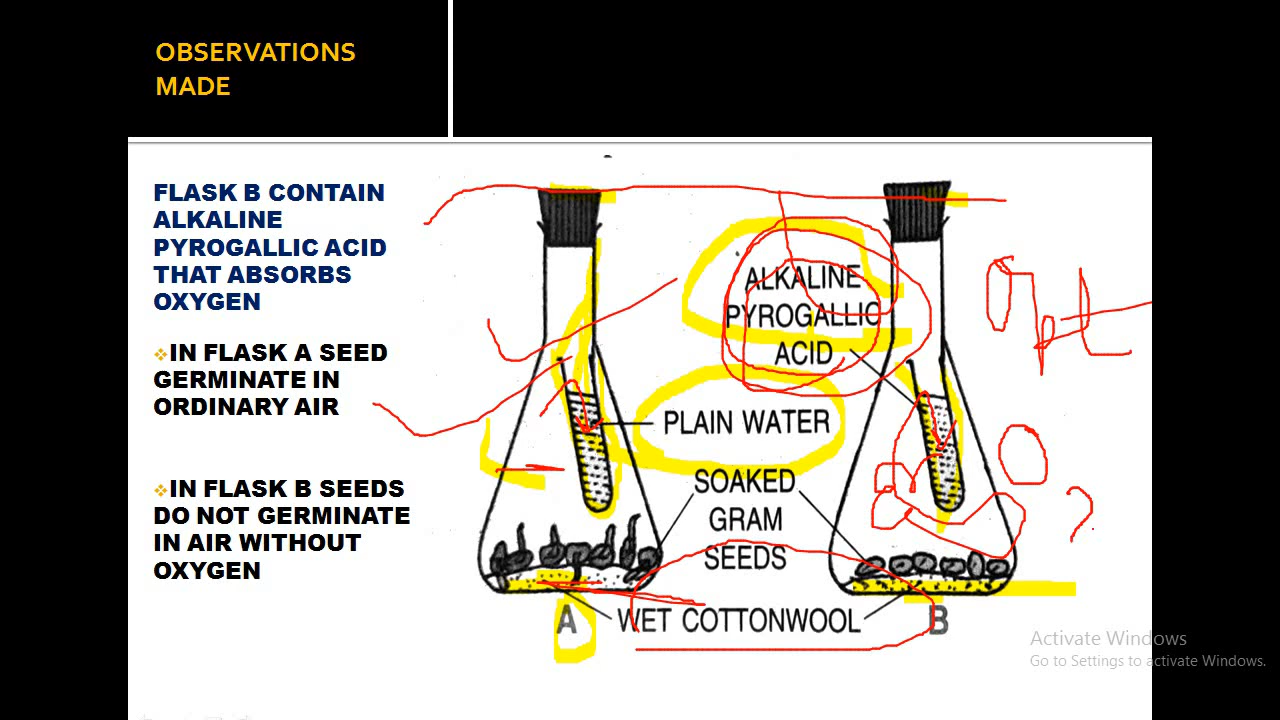 OBSERVATIONS
MADE
FLASK B CONTAIN
ALKALINE
PYROGALLIC ACID
THAT ABSORBS
OXYGEN
IN FLASK A SEED
GERMINATE IN
ORDINARY AIR
IN FLASK B SEEDS
DO NOT GERMINATE
IN AIR WITHOUT
OXYGEN
ALKALINE
PYROGALLIC
ACID
PLAIN WATER
SOAKED
GRAM
SEEDS
WET COTTONWOOL
A
B
?
Activate Windows
Go to Settings to activate Windows.